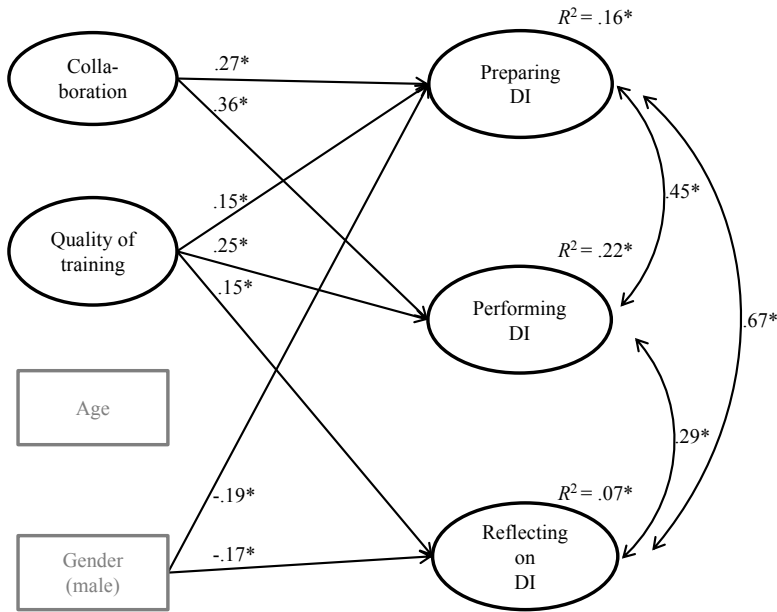 R² = .16*
Colla-
boration
.27*
.36*
Preparing
DI
.45*
.15*
.25*
.15*
Quality of
training
R² = .22*
Performing
DI
.67*
Age
.29*
R² = .07*
-.19*
-.17*
Gender
(male)
Reflecting
on
DI